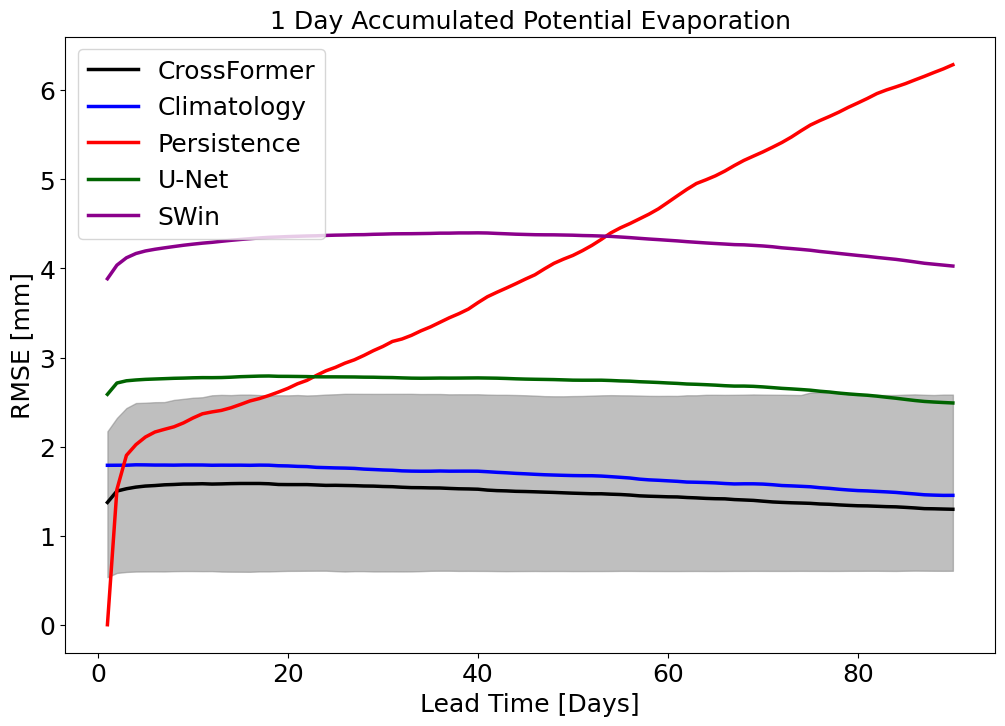 1 Day Accumulated Potential Evaporation
CrossFormer
Climatology
Persistence
U-Net
SWin
RMSE [mm]
6
5
4
3
2
1
0
0 20 40 60 80
Lead Time [Days]